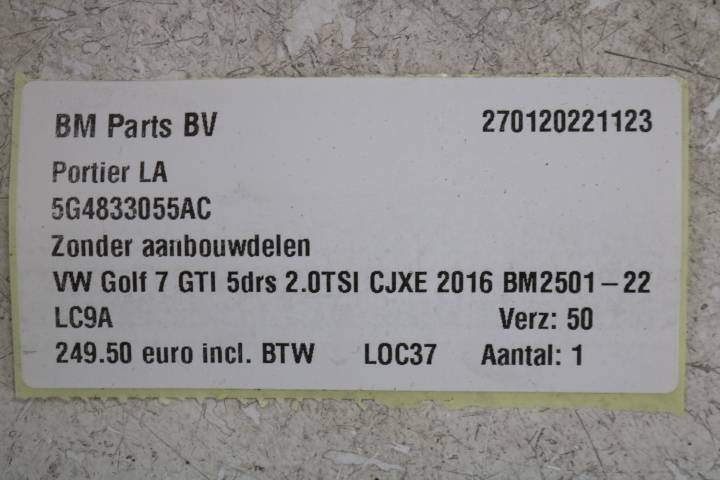 BM Parts BV 270120221123
Portier LA
5G4833055AC
Zonder aanbouwdelen
VW Golf 7 GTI 5drs 2.0TSI CJXE 2016 BM2501-22
LC9A Verz: 50
249.50 euro incl. BTW LOC37 Aantal: 1